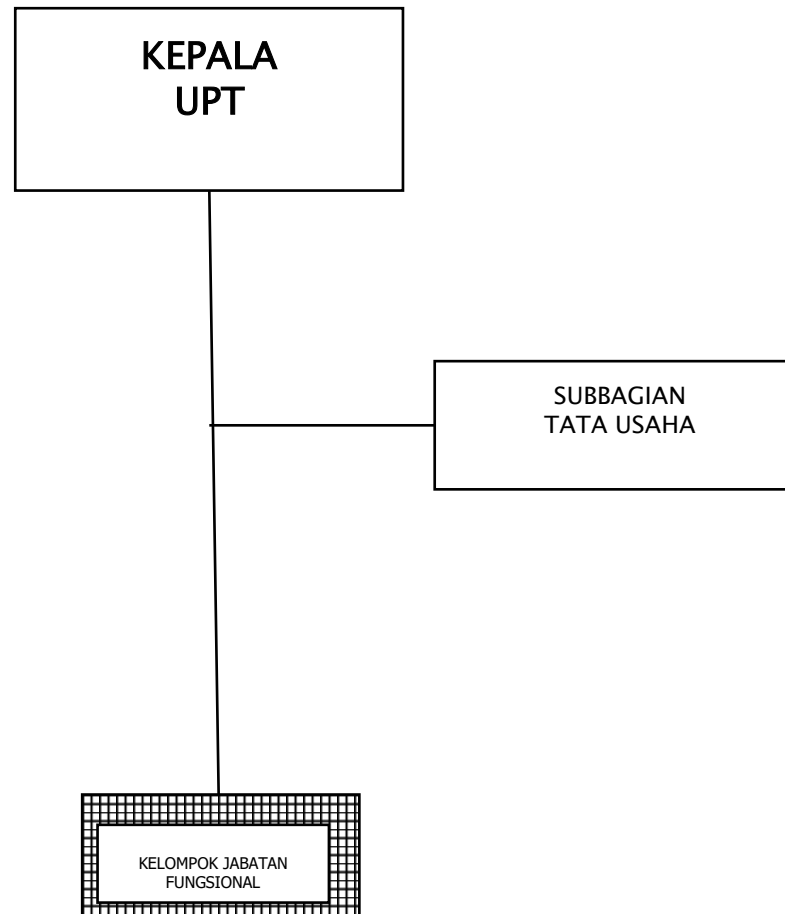 KEPALA
UPT
SUBBAGIAN
TATA USAHA
KELOMPOK JABATAN
FUNGSIONAL